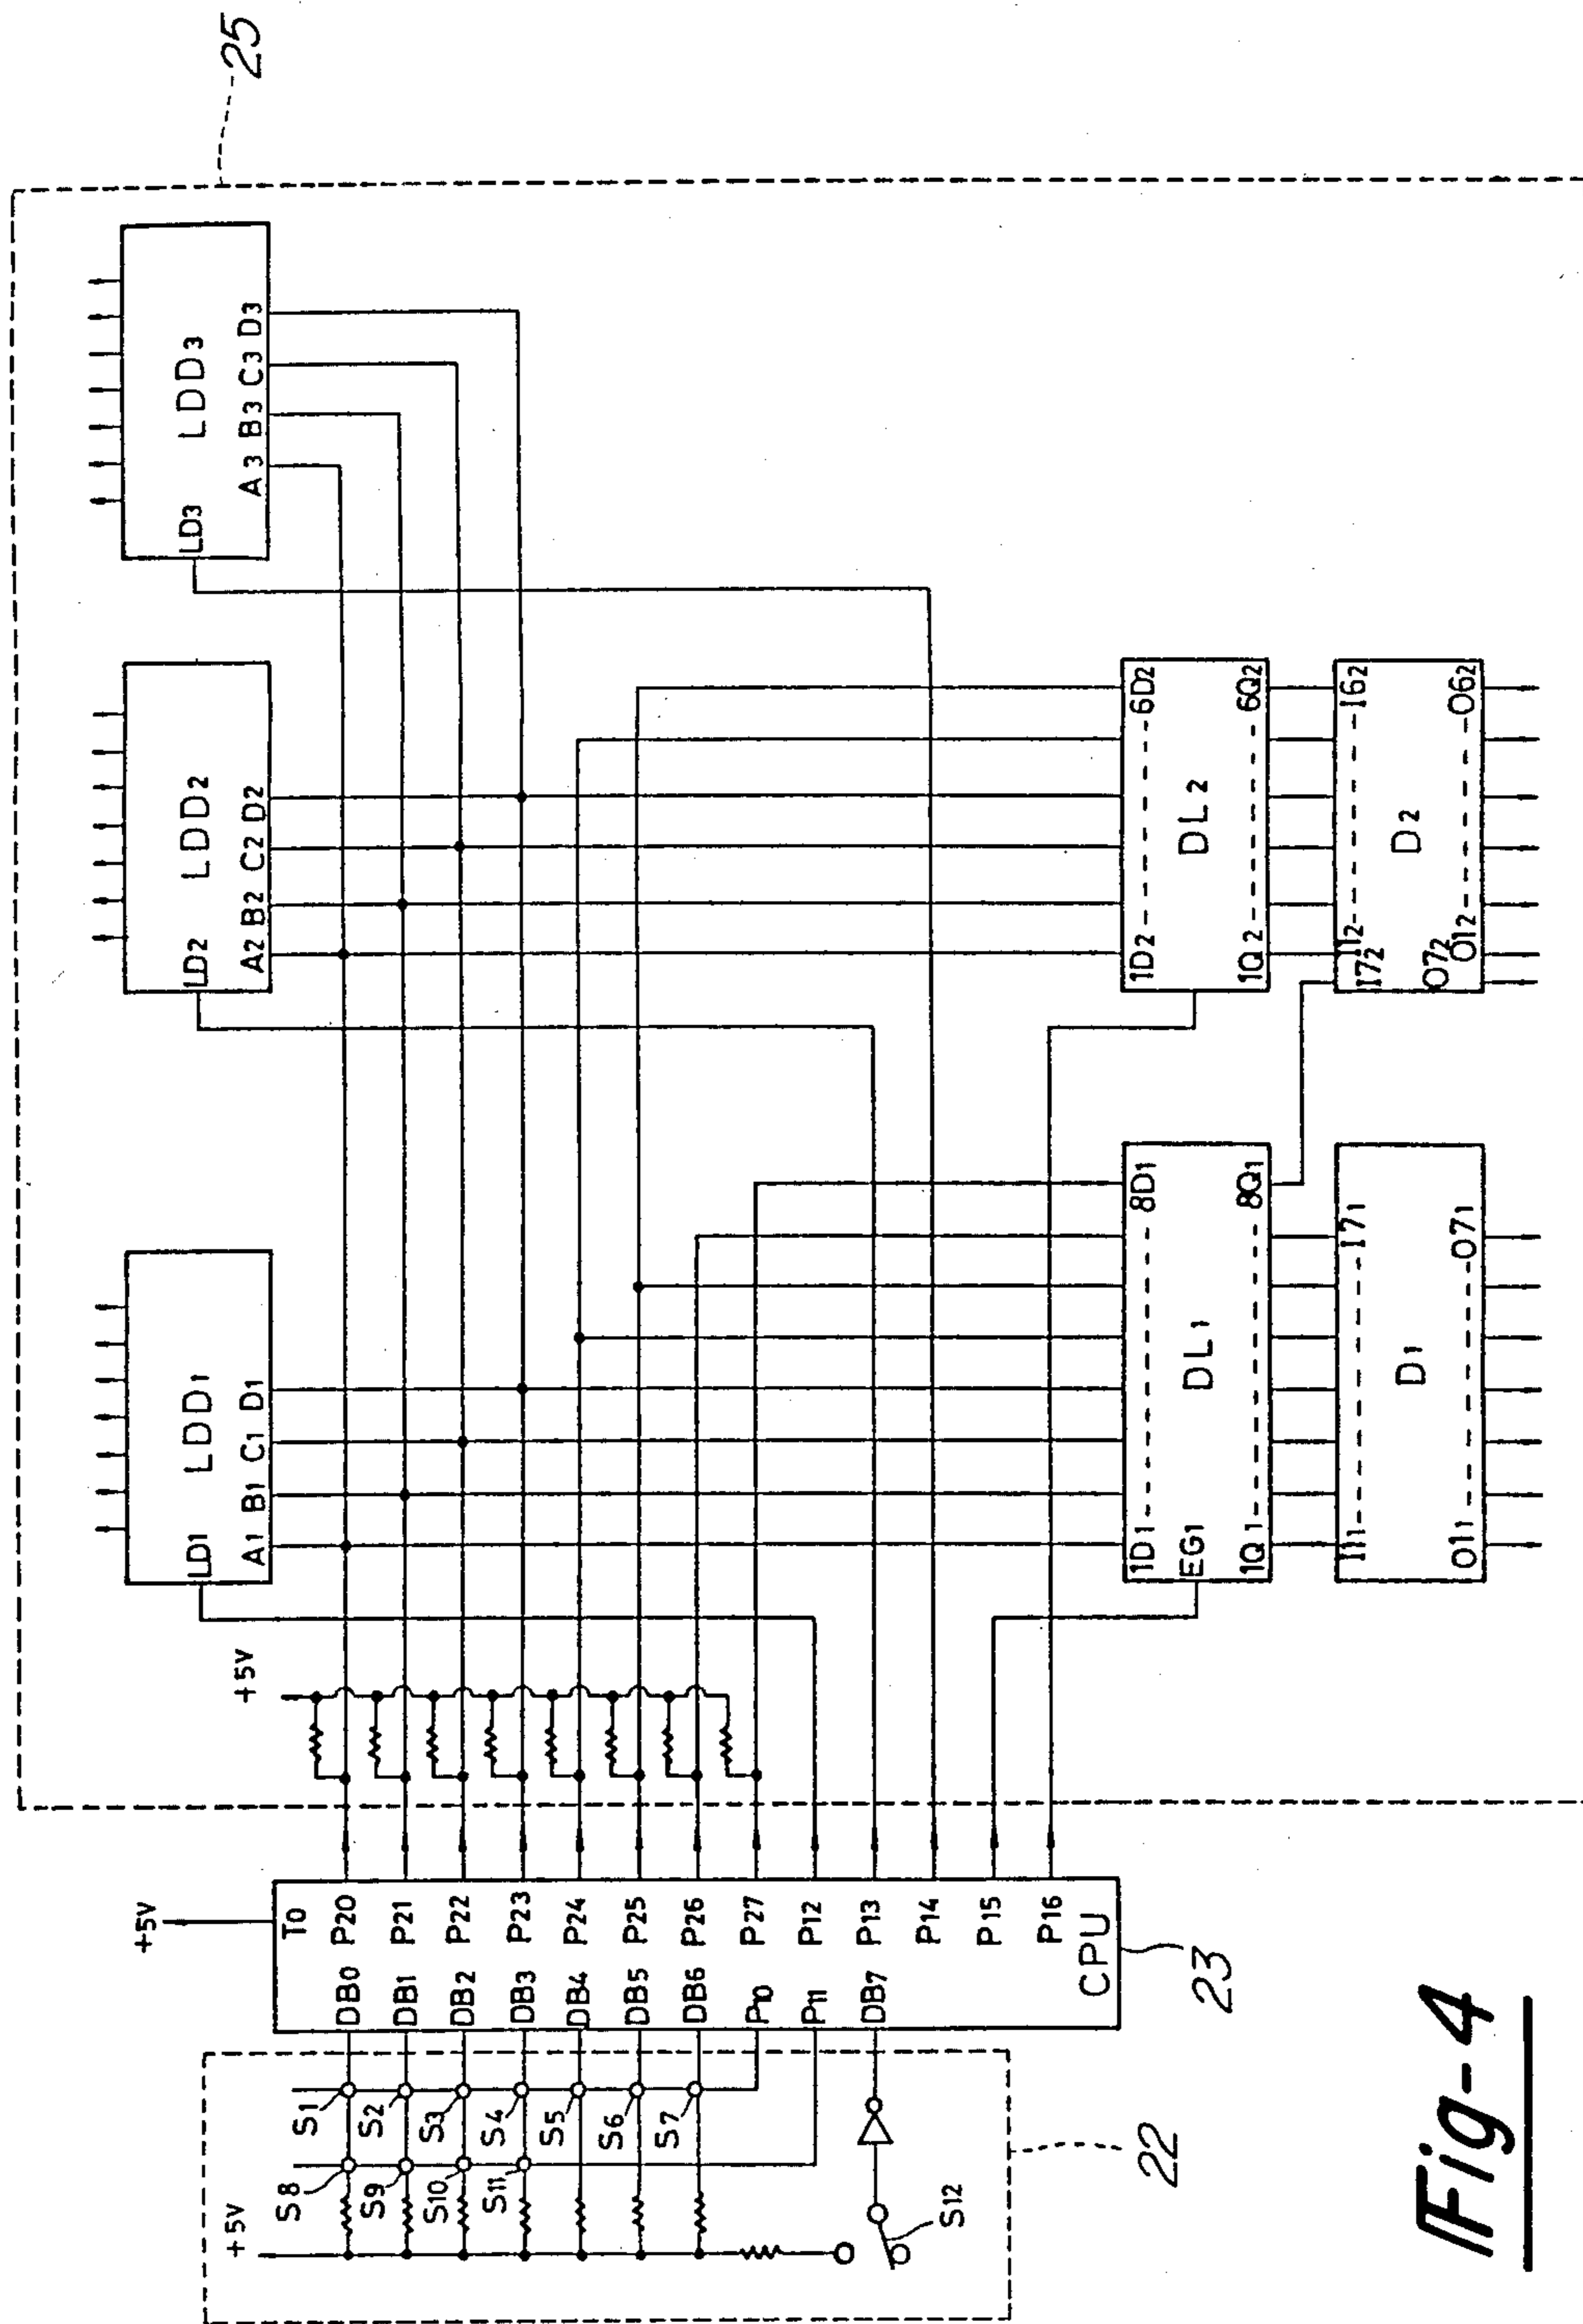 25
LDD1
LD1
A1 B1 C1 D1
LDD2
LD2
A2 B2 C2 D2
LDD3
LD3
A3 B3 C3 D3
+5V
+5V
T0
DB0 P20
DB1 P21
DB2 P22
DB3 P23
DB4 P24
DB5 P25
DB6 P26
P10 P27
P11 P12
DB7 P13
P14
P15
P16
CPU
23
+5V
S1
S2
S3
S4
S5
S6
S7
S8
S9
S10
S11
S12
22
1D1------8D1
EG1
DL1
1Q1------8Q1
I11------I71
D1
O11------O71
1D2------6D2
DL2
1Q2------6Q2
I12------I62
I72
D2
O72
O12------O62
Fig-4